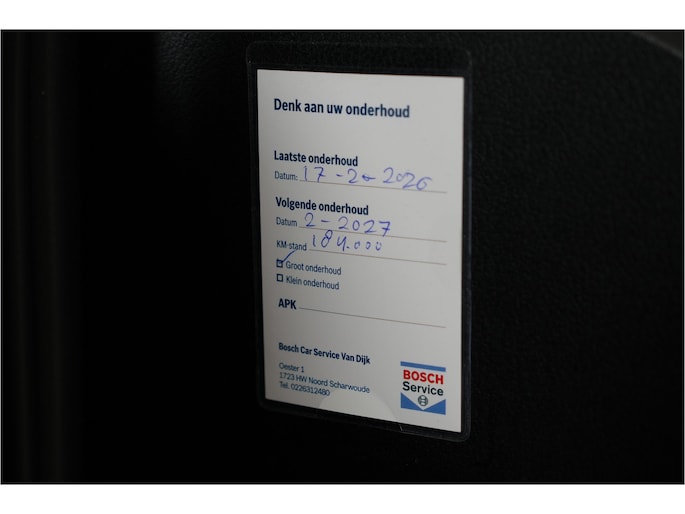 Denk aan uw onderhoud
Laatste onderhoud
Datum: 17-2-2026
Volgende onderhoud
Datum 2-2027
KM-stand 184.000
Groot onderhoud
Klein onderhoud
APK
Bosch Car Service Van Dijk
Oester 1
1723 HW Noord Scharwoude
Tel. 0226312480
BOSCH
Service